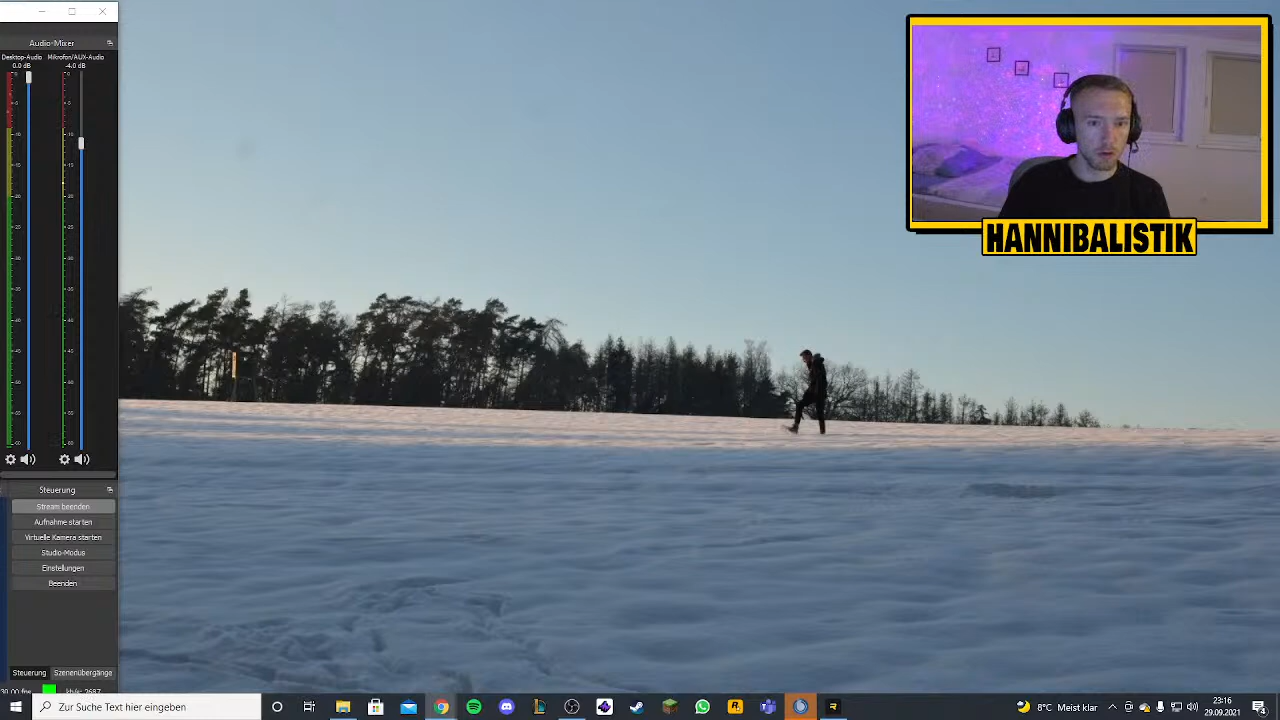 Audio-Mixer
Desktop-Audio Mikrofon/AUX-Audio
0.0 dB -4.0 dB
HANNIBALISTIK
Steuerung
Stream beenden
Aufnahme starten
Virtuelle Kamera starten
Studio-Modus
Einstellungen
Beenden
Steuerung Szenenübergänge
kb/s: 2687
Zur Suche Text hier eingeben
8°C Meist klar
23:16
29.09.2021